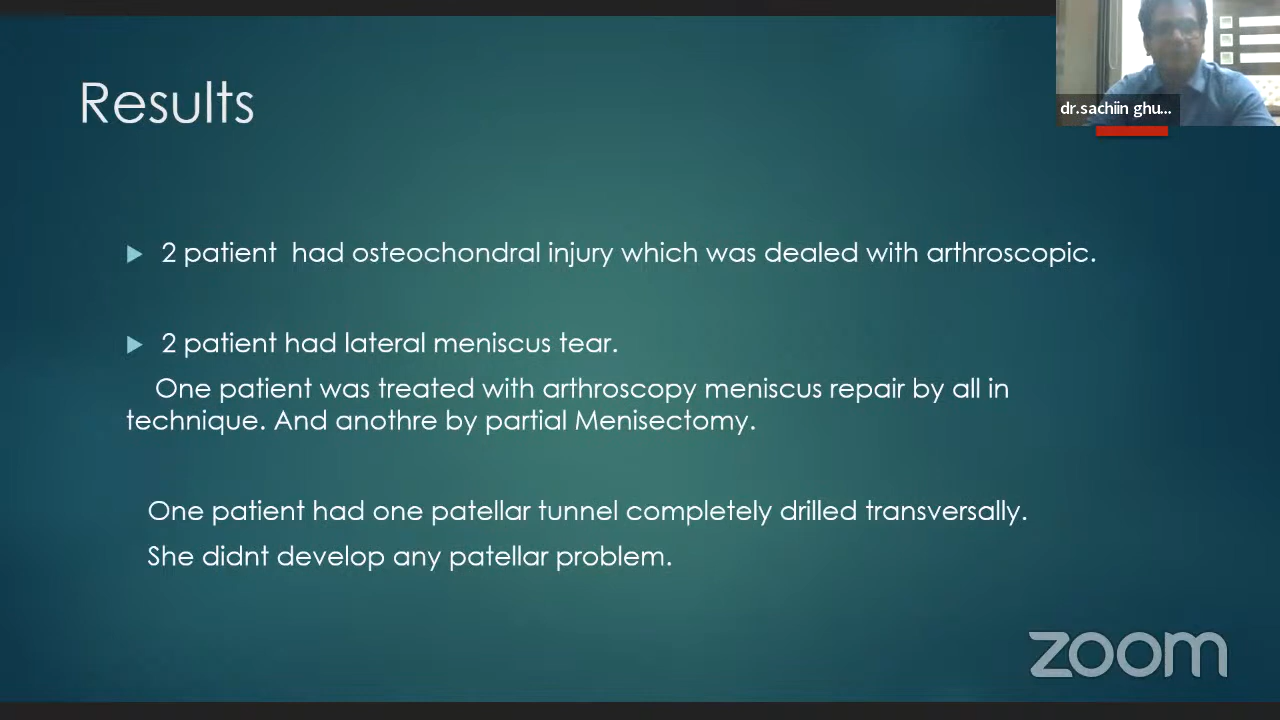 dr.sachiin ghu...
Results
2 patient had osteochondral injury which was dealed with arthroscopic.
2 patient had lateral meniscus tear.
One patient was treated with arthroscopy meniscus repair by all in
technique. And anothre by partial Menisectomy.
One patient had one patellar tunnel completely drilled transversally.
She didnt develop any patellar problem.
zoom